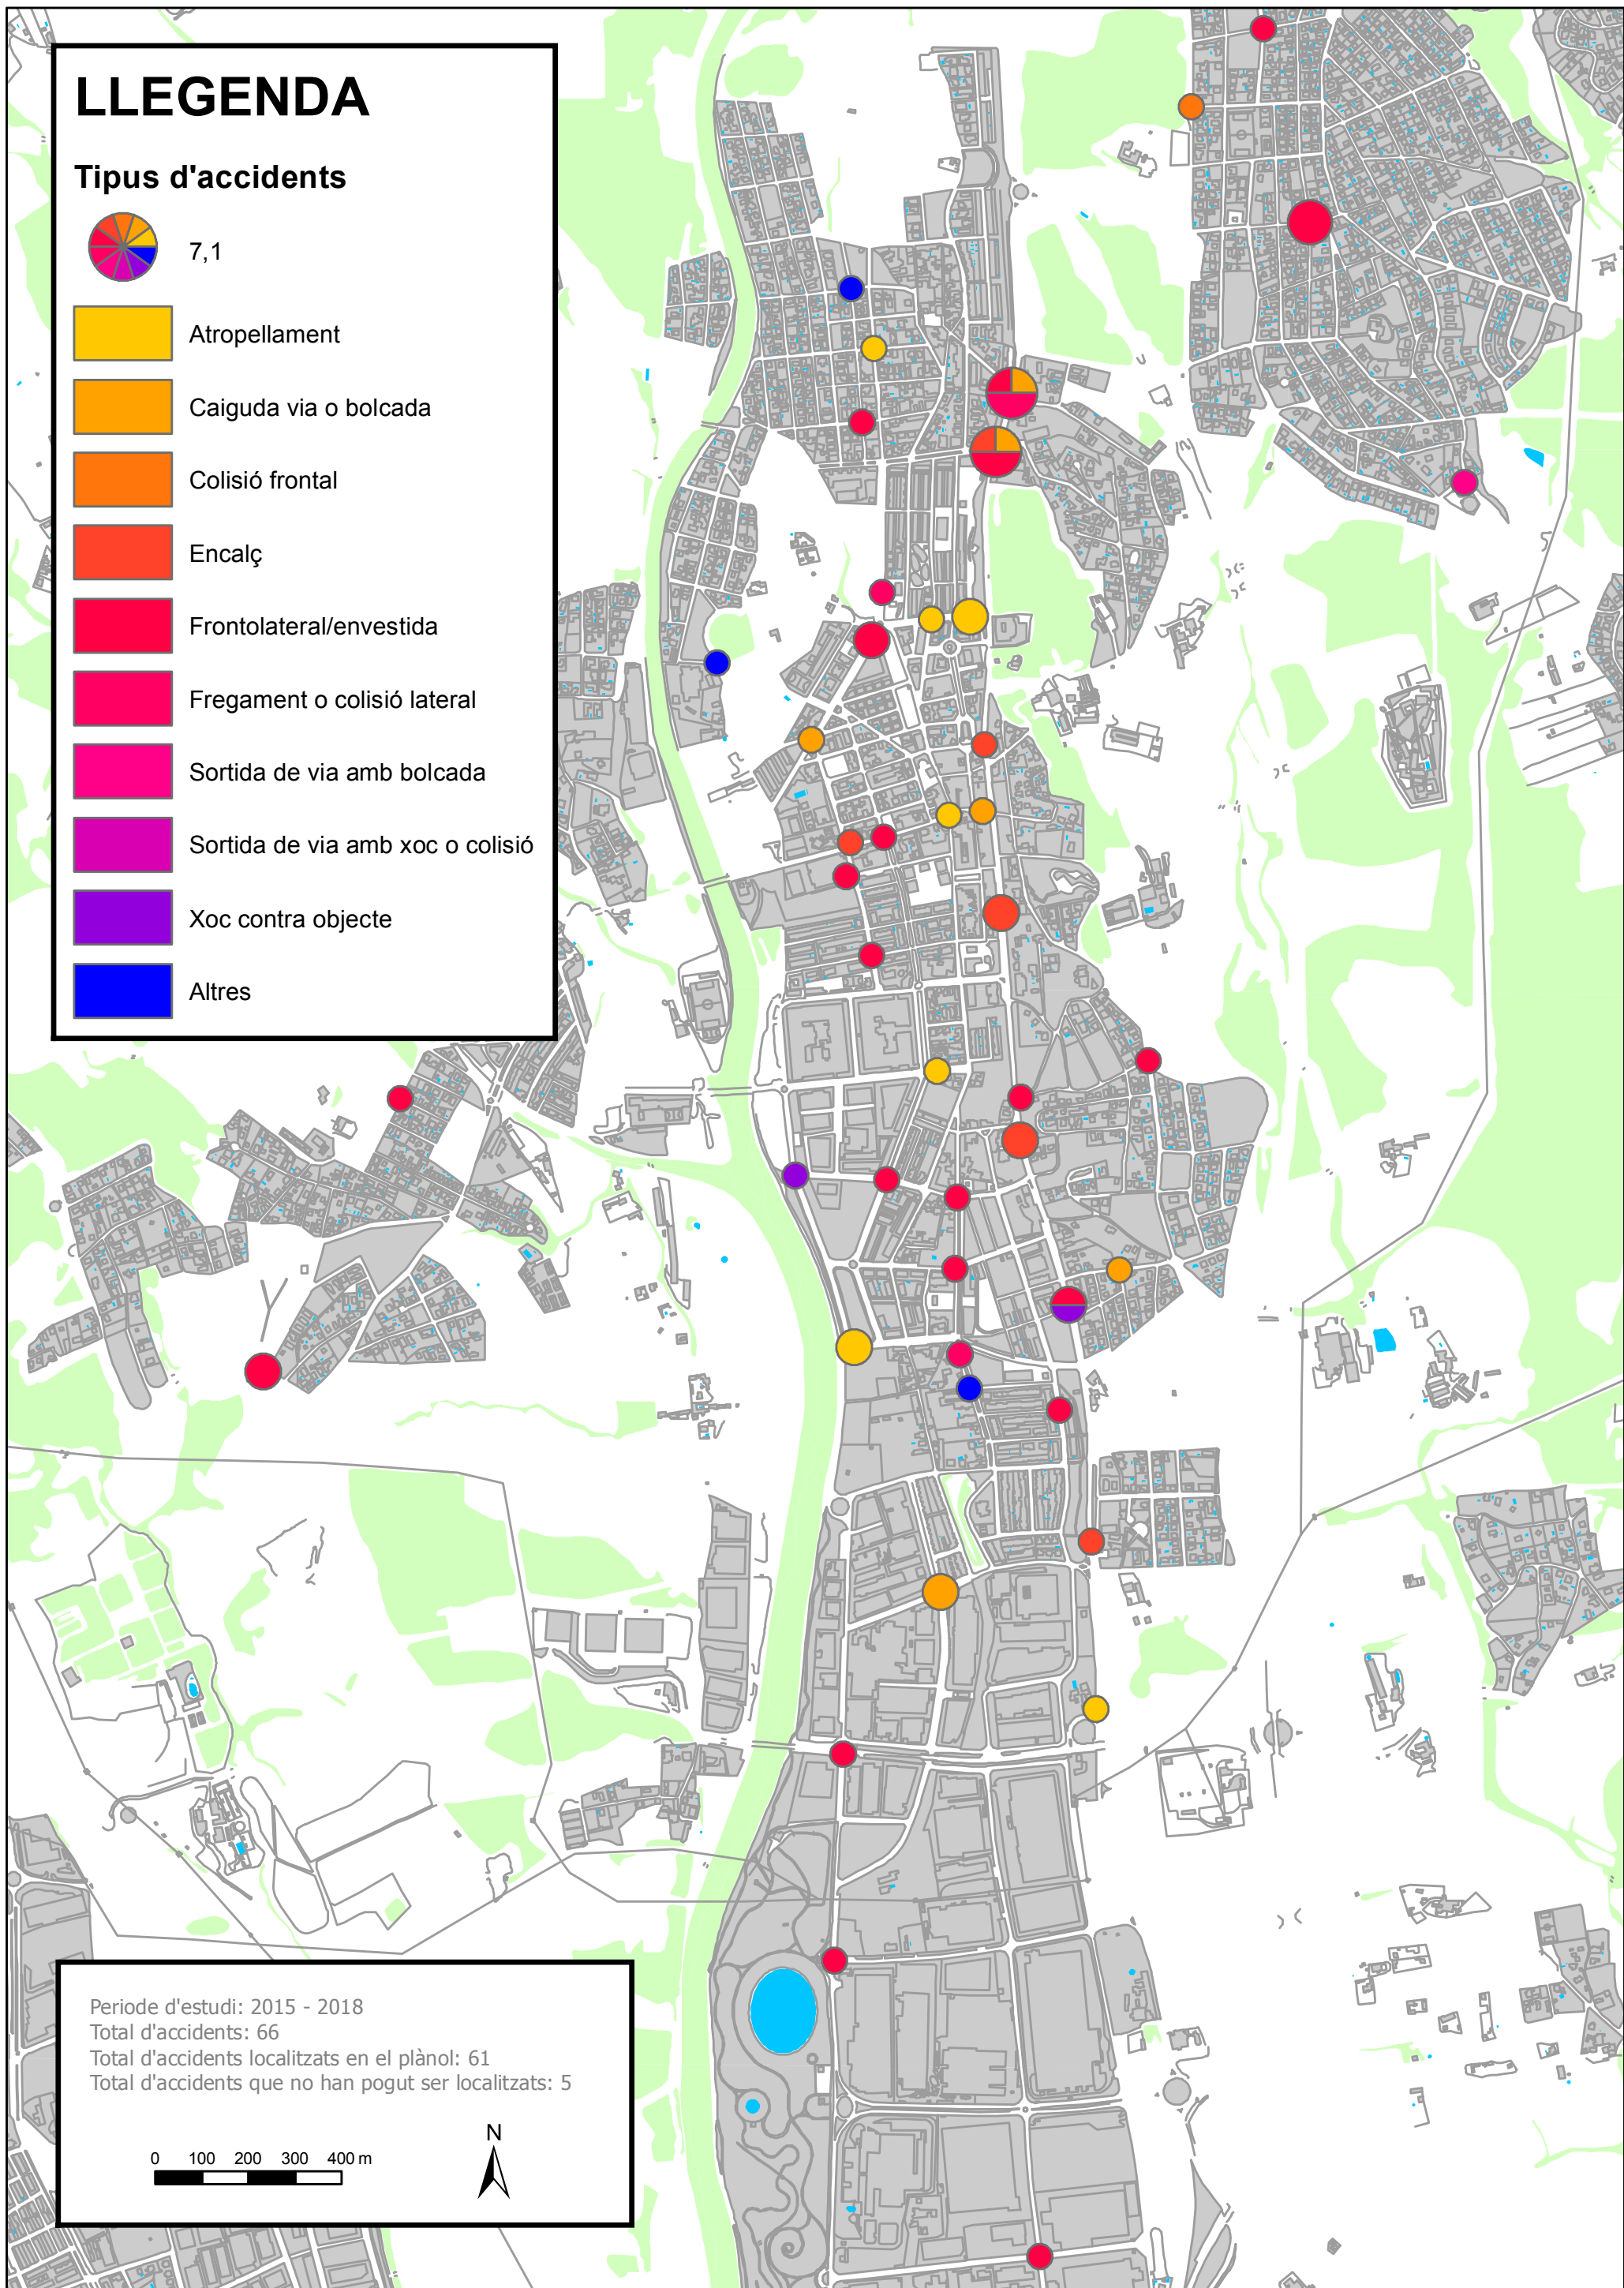 LLEGENDA
Tipus d'accidents
7,1
Atropellament
Caiguda via o bolcada
Colisió frontal
Encalç
Frontolateral/envestida
Fregament o colisió lateral
Sortida de via amb bolcada
Sortida de via amb xoc o colisió
Xoc contra objecte
Altres
Periode d'estudi: 2015 - 2018
Total d'accidents: 66
Total d'accidents localitzats en el plànol: 61
Total d'accidents que no han pogut ser localitzats: 5
N
0 100 200 300 400 m